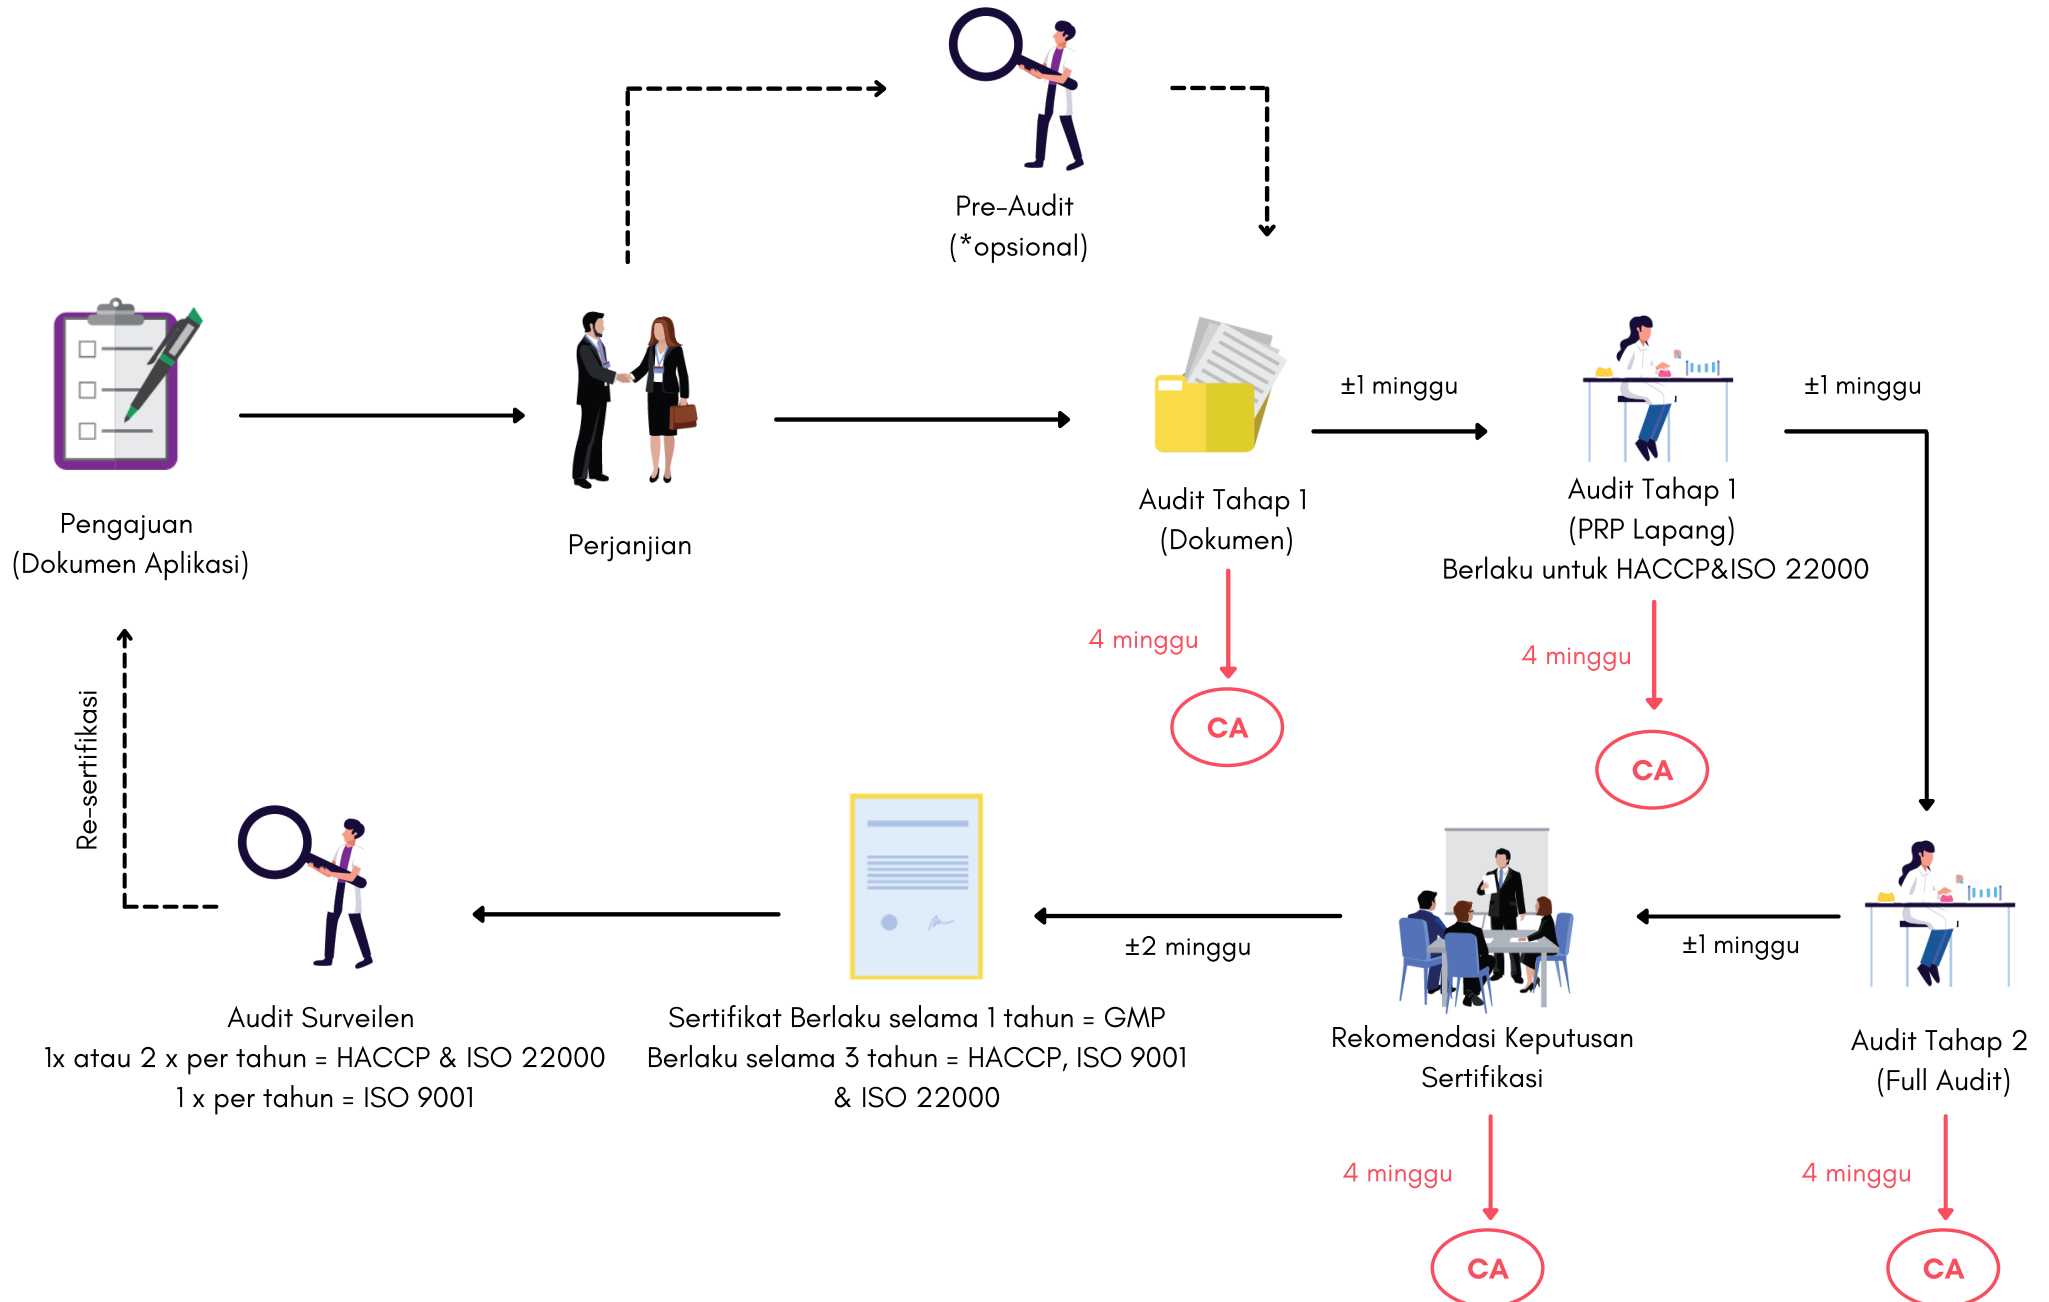 Pre-Audit
(*opsional)
Pengajuan
(Dokumen Aplikasi)
Perjanjian
Audit Tahap 1
(Dokumen)
±1 minggu
Audit Tahap 1
(PRP Lapang)
Berlaku untuk HACCP&ISO 22000
±1 minggu
4 minggu
CA
4 minggu
CA
Audit Tahap 2
(Full Audit)
4 minggu
CA
±1 minggu
Rekomendasi Keputusan
Sertifikasi
4 minggu
CA
±2 minggu
Sertifikat Berlaku selama 1 tahun = GMP
Berlaku selama 3 tahun = HACCP, ISO 9001
& ISO 22000
Audit Surveilen
1x atau 2 x per tahun = HACCP & ISO 22000
1 x per tahun = ISO 9001
Re-sertifikasi